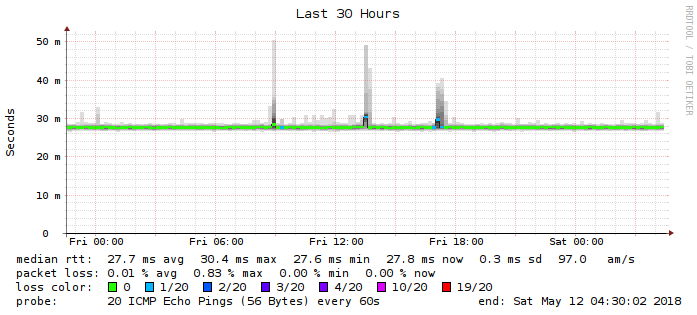 Last 30 Hours
RRDTOOL / TOBI OETIKER
Seconds
50 m
40 m
30 m
20 m
10 m
0
Fri 00:00 Fri 06:00 Fri 12:00 Fri 18:00 Sat 00:00
median rtt: 27.7 ms avg 30.4 ms max 27.6 ms min 27.8 ms now 0.3 ms sd 97.0 am/s
packet loss: 0.01 % avg 0.83 % max 0.00 % min 0.00 % now
loss color: 0 1/20 2/20 3/20 4/20 10/20 19/20
probe: 20 ICMP Echo Pings (56 Bytes) every 60s end: Sat May 12 04:30:02 2018